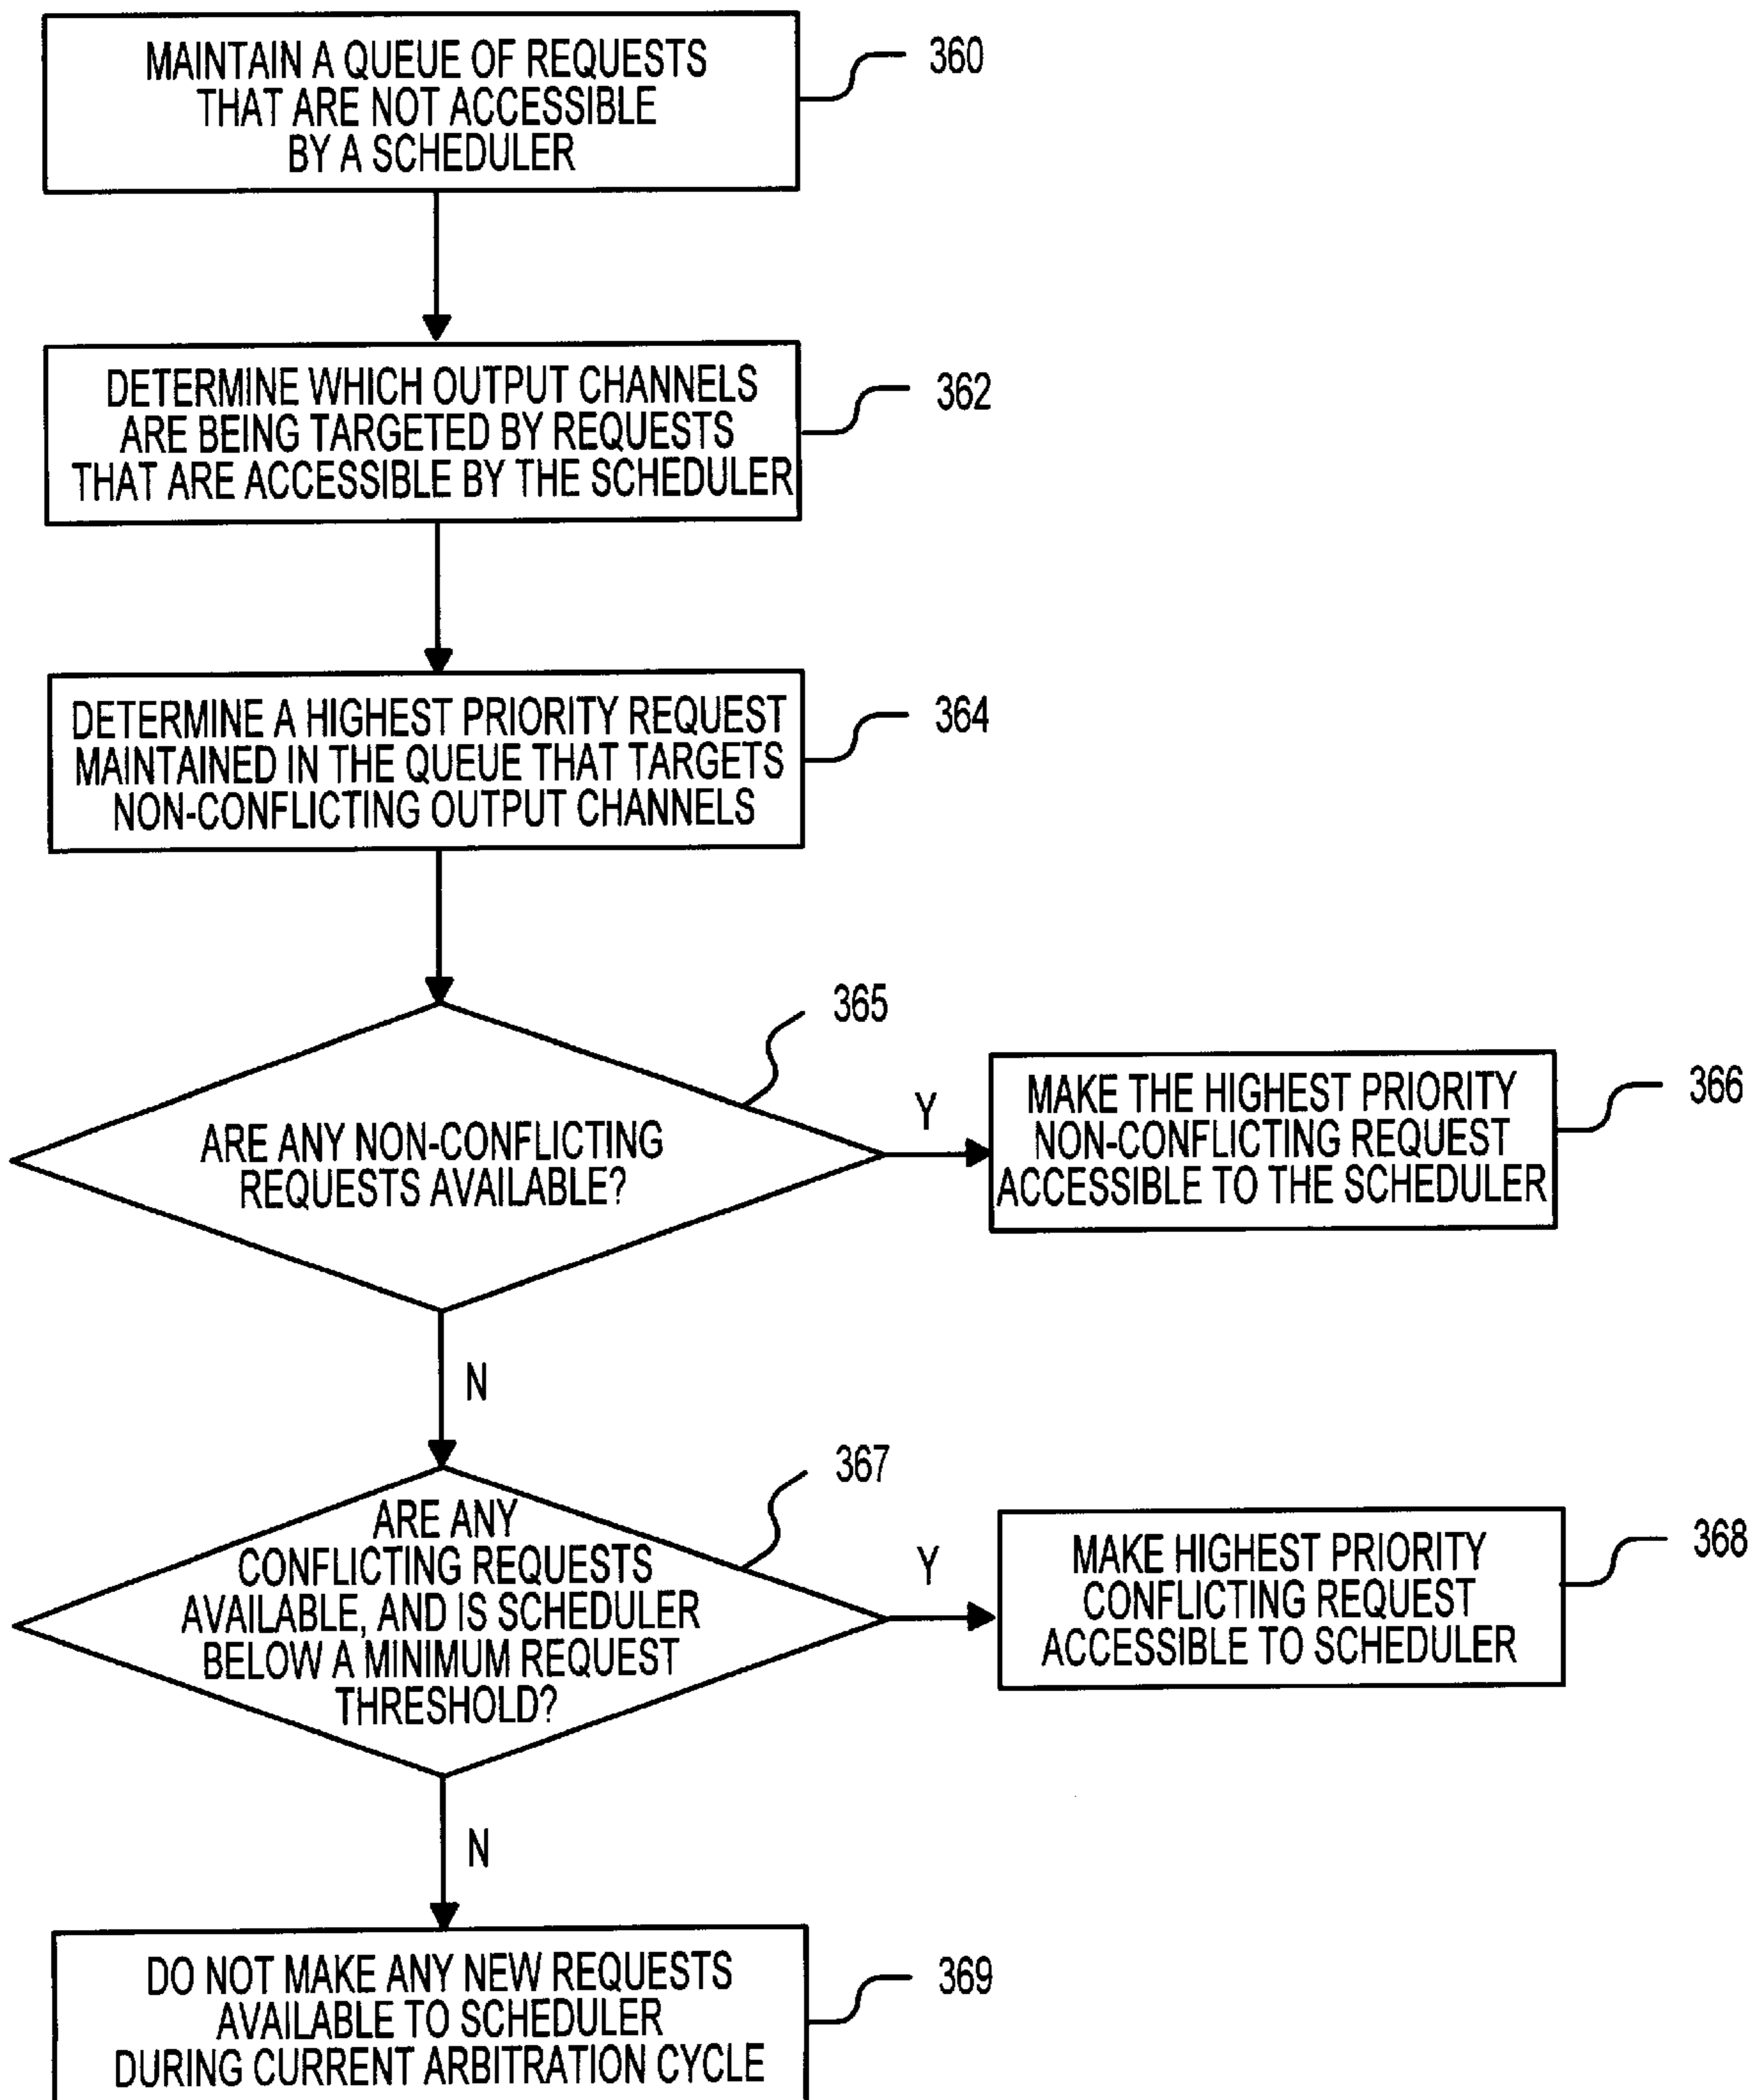 MAINTAIN A QUEUE OF REQUESTS
THAT ARE NOT ACCESSIBLE
BY A SCHEDULER
360
DETERMINE WHICH OUTPUT CHANNELS
ARE BEING TARGETED BY REQUESTS
THAT ARE ACCESSIBLE BY THE SCHEDULER
362
DETERMINE A HIGHEST PRIORITY REQUEST
MAINTAINED IN THE QUEUE THAT TARGETS
NON-CONFLICTING OUTPUT CHANNELS
364
365
ARE ANY NON-CONFLICTING
REQUESTS AVAILABLE?
Y
MAKE THE HIGHEST PRIORITY
NON-CONFLICTING REQUEST
ACCESSIBLE TO THE SCHEDULER
366
N
367
ARE ANY
CONFLICTING REQUESTS
AVAILABLE, AND IS SCHEDULER
BELOW A MINIMUM REQUEST
THRESHOLD?
Y
MAKE HIGHEST PRIORITY
CONFLICTING REQUEST
ACCESSIBLE TO SCHEDULER
368
N
DO NOT MAKE ANY NEW REQUESTS
AVAILABLE TO SCHEDULER
DURING CURRENT ARBITRATION CYCLE
369